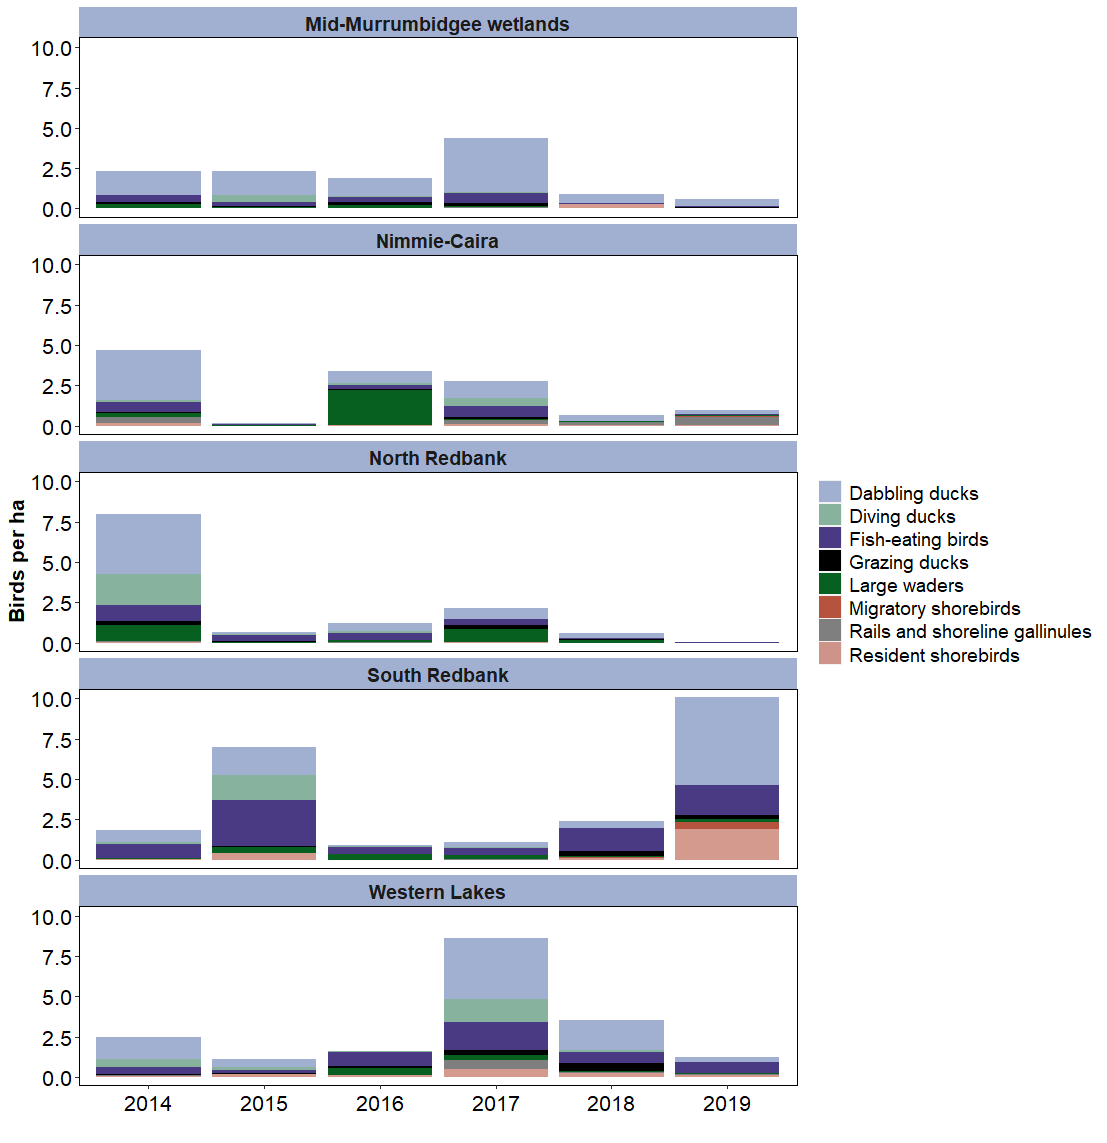 Mid-Murrumbidgee wetlands
10.0
7.5
5.0
2.5
0.0
Nimmie-Caira
10.0
7.5
5.0
2.5
0.0
North Redbank
10.0
7.5
5.0
2.5
0.0
South Redbank
10.0
7.5
5.0
2.5
0.0
Western Lakes
10.0
7.5
5.0
2.5
0.0
2014 2015 2016 2017 2018 2019
Birds per ha
Dabbling ducks
Diving ducks
Fish-eating birds
Grazing ducks
Large waders
Migratory shorebirds
Rails and shoreline gallinules
Resident shorebirds